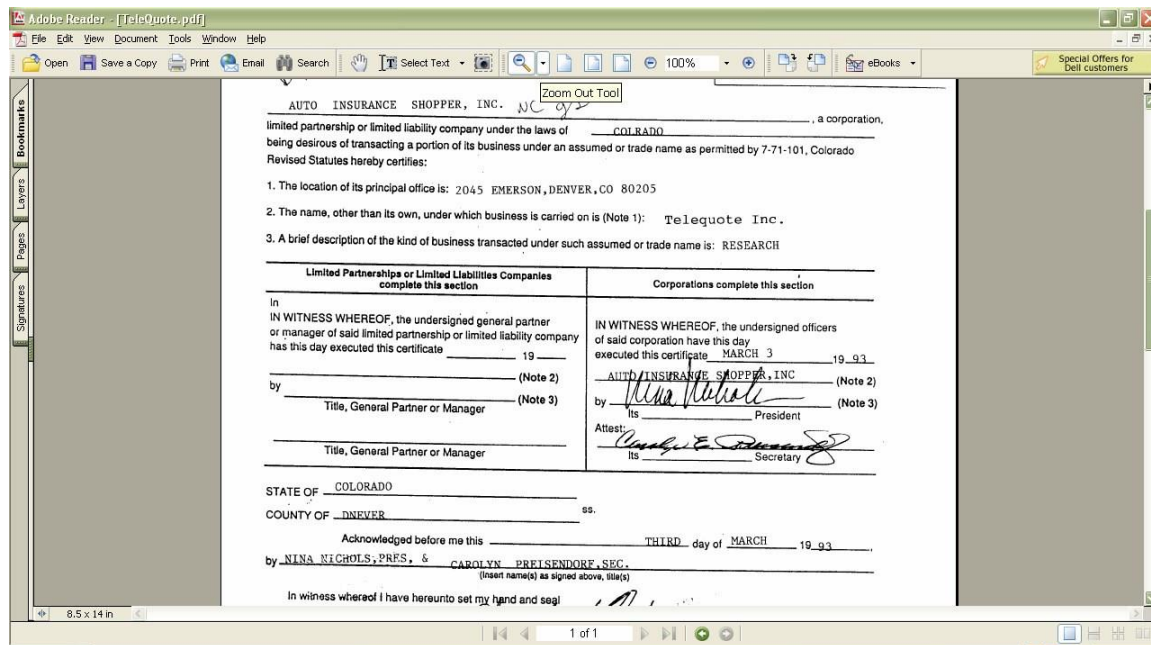 Adobe Reader - [TeleQuote.pdf]
File Edit View Document Tools Window Help
Open Save a Copy Print Email Search Select Text 100% eBooks Special Offers for Dell customers
Zoom Out Tool
Bookmarks
Layers
Pages
Signatures
AUTO INSURANCE SHOPPER, INC. NC , a corporation,
limited partnership or limited liability company under the laws of COLRADO
being desirous of transacting a portion of its business under an assumed or trade name as permitted by 7-71-101, Colorado
Revised Statutes hereby certifies:
1. The location of its principal office is: 2045 EMERSON,DENVER,CO 80205
2. The name, other than its own, under which business is carried on is (Note 1): Telequote Inc.
3. A brief description of the kind of business transacted under such assumed or trade name is: RESEARCH
Limited Partnerships or Limited Liabilities Companies
complete this section
In
IN WITNESS WHEREOF, the undersigned general partner
or manager of said limited partnership or limited liability company
has this day executed this certificate 19
(Note 2)
by (Note 3)
Title, General Partner or Manager
Title, General Partner or Manager
Corporations complete this section
IN WITNESS WHEREOF, the undersigned officers
of said corporation have this day
executed this certificate MARCH 3 19 93
AUTO INSURANCE SHOPPER,INC (Note 2)
by Nina Nichols (Note 3)
Its President
Attest:
Carolyn E.
Its Secretary
STATE OF COLORADO
ss.
COUNTY OF DNEVER
Acknowledged before me this THIRD day of MARCH 19 93.
by NINA NICHOLS,PRES, & CAROLYN PREISENDORF,SEC.
(Insert name(s) as signed above, title(s)
In witness whereof I have hereunto set my hand and seal
8.5 x 14 in
1 of 1